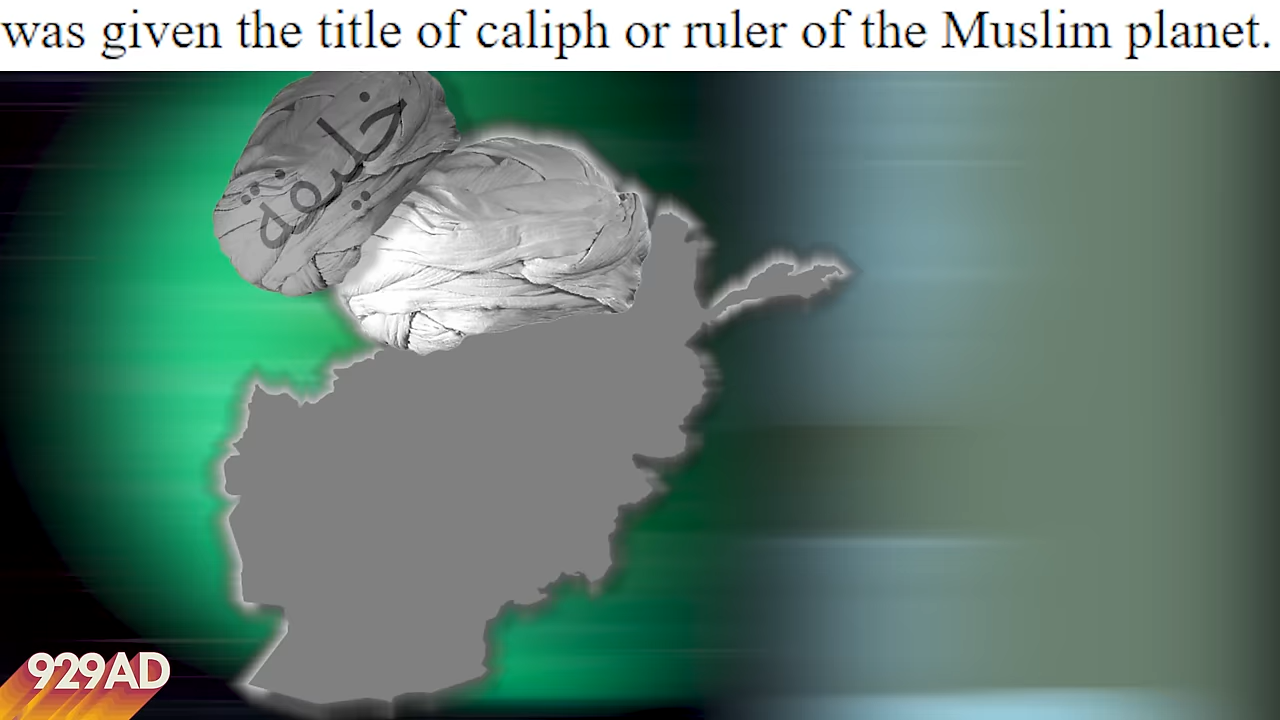 was given the title of caliph or ruler of the Muslim planet.
خليفة
929AD